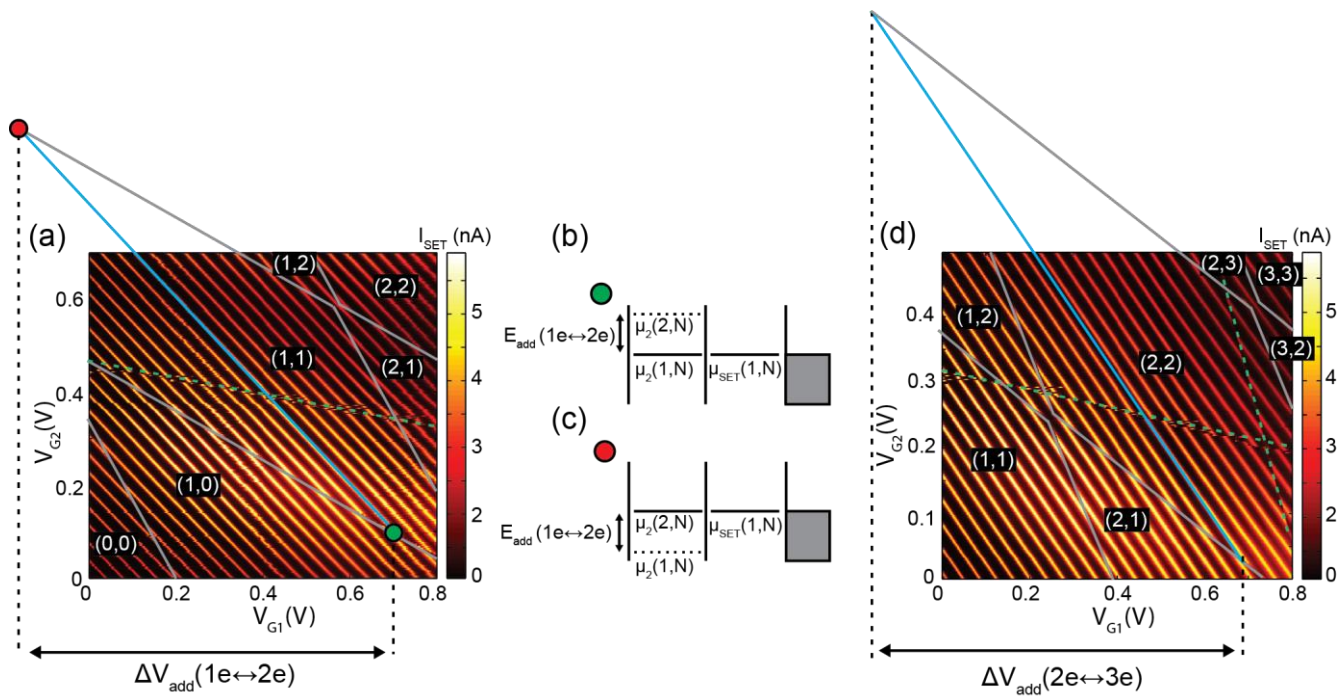 (a)
I_SET (nA)
(1,2)
(2,2)
(1,1)
(2,1)
(1,0)
(0,0)
V_G2(V)
0.6
0.4
0.2
0
0
0.2
0.4
0.6
0.8
V_G1(V)
5
4
3
2
1
0
ΔV_add(1e↔2e)
(b)
E_add(1e↔2e)
μ_2(2,N)
μ_2(1,N)
μ_SET(1,N)
(c)
E_add(1e↔2e)
μ_2(2,N)
μ_SET(1,N)
μ_2(1,N)
(d)
I_SET (nA)
(2,3)
(3,3)
(1,2)
(3,2)
(2,2)
(1,1)
(2,1)
V_G2(V)
0.4
0.3
0.2
0.1
0
0
0.2
0.4
0.6
0.8
V_G1(V)
5
4
3
2
1
0
ΔV_add(2e↔3e)